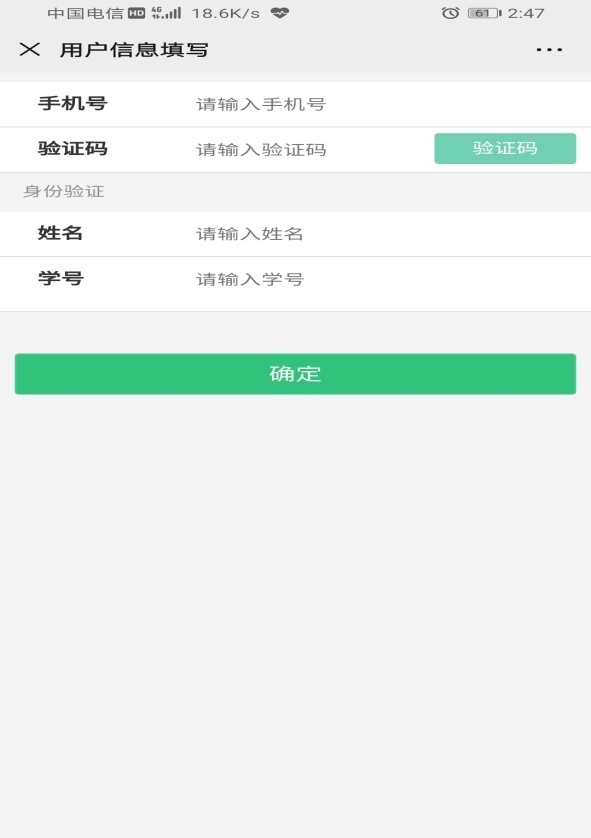 中国电信 HD 4G 18.6K/s 61 2:47
用户信息填写
手机号 请输入手机号
验证码 请输入验证码 验证码
身份验证
姓名 请输入姓名
学号 请输入学号
确定